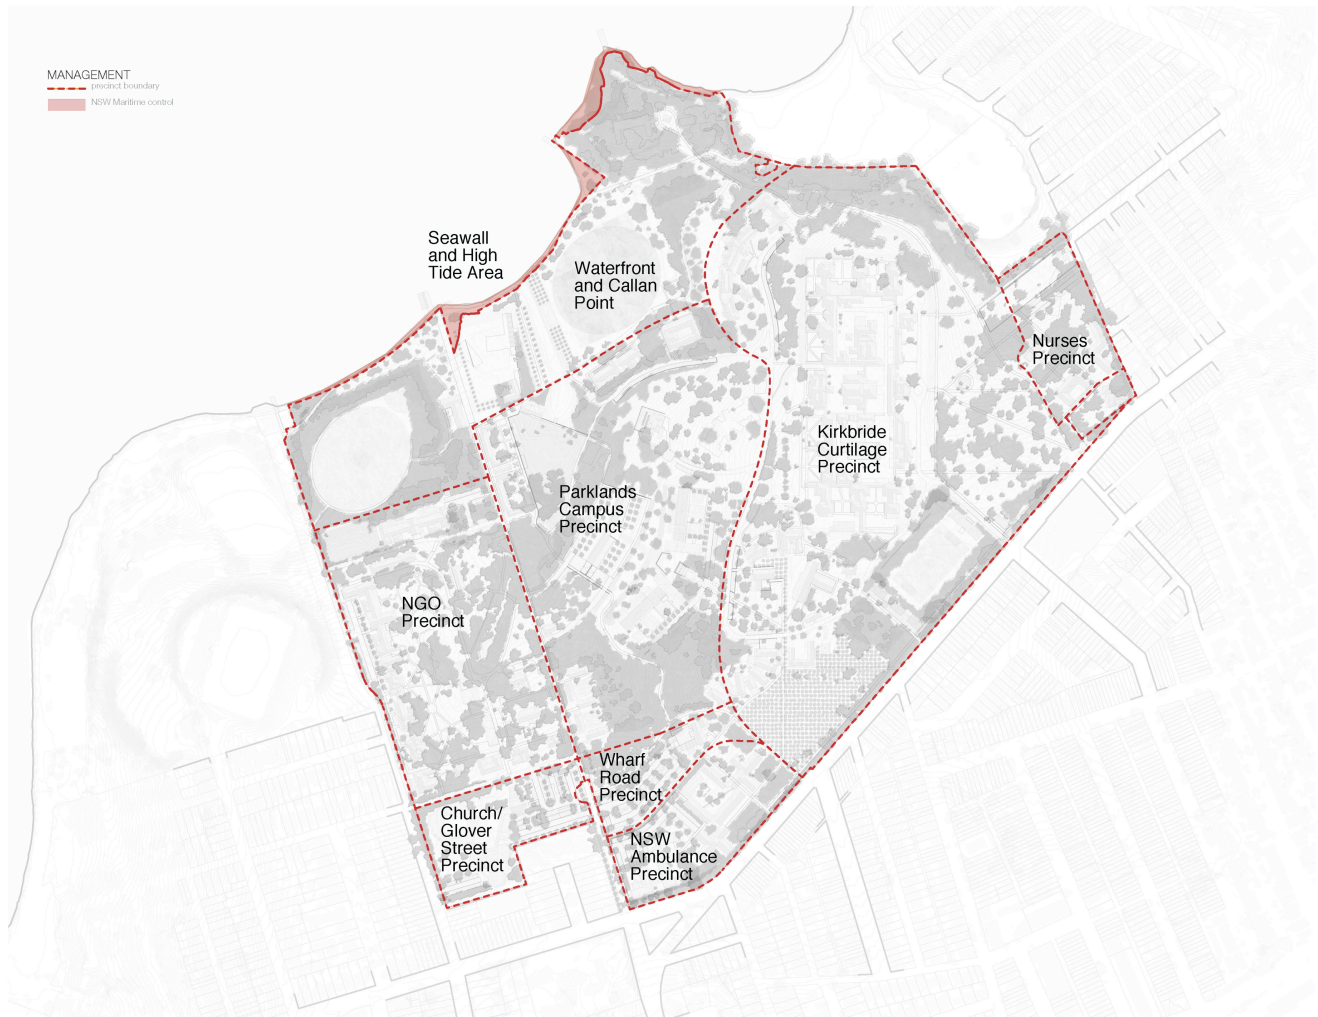 MANAGEMENT
precinct boundary
NSW Maritime control
Seawall
and High
Tide Area
Waterfront
and Callan
Point
Nurses
Precinct
Kirkbride
Curtilage
Precinct
Parklands
Campus
Precinct
NGO
Precinct
Wharf
Road
Precinct
Church/
Glover
Street
Precinct
NSW
Ambulance
Precinct